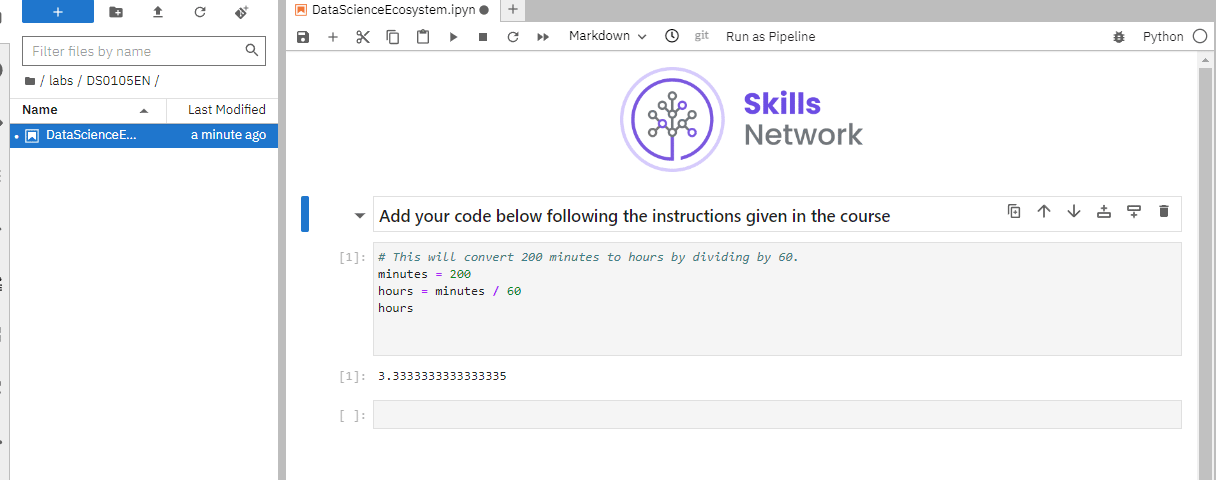 DataScienceEcosystem.ipyn
Filter files by name
Markdown
git
Run as Pipeline
Python
/ labs / DS0105EN /
Name
Last Modified
DataScienceE...
a minute ago
Skills
Network
Add your code below following the instructions given in the course
[1]:
# This will convert 200 minutes to hours by dividing by 60.
minutes = 200
hours = minutes / 60
hours
[1]: 3.3333333333333335
[ ]: